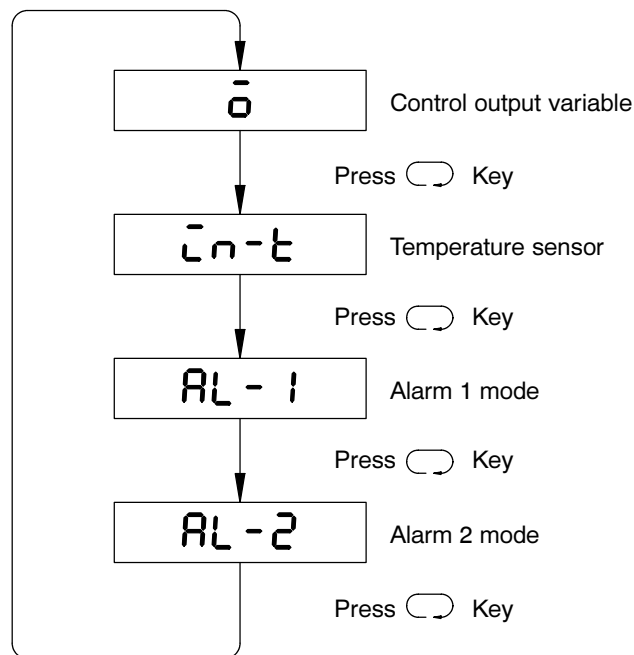 ō
Control output variable
Press Key
in-t
Temperature sensor
Press Key
AL-1
Alarm 1 mode
Press Key
AL-2
Alarm 2 mode
Press Key